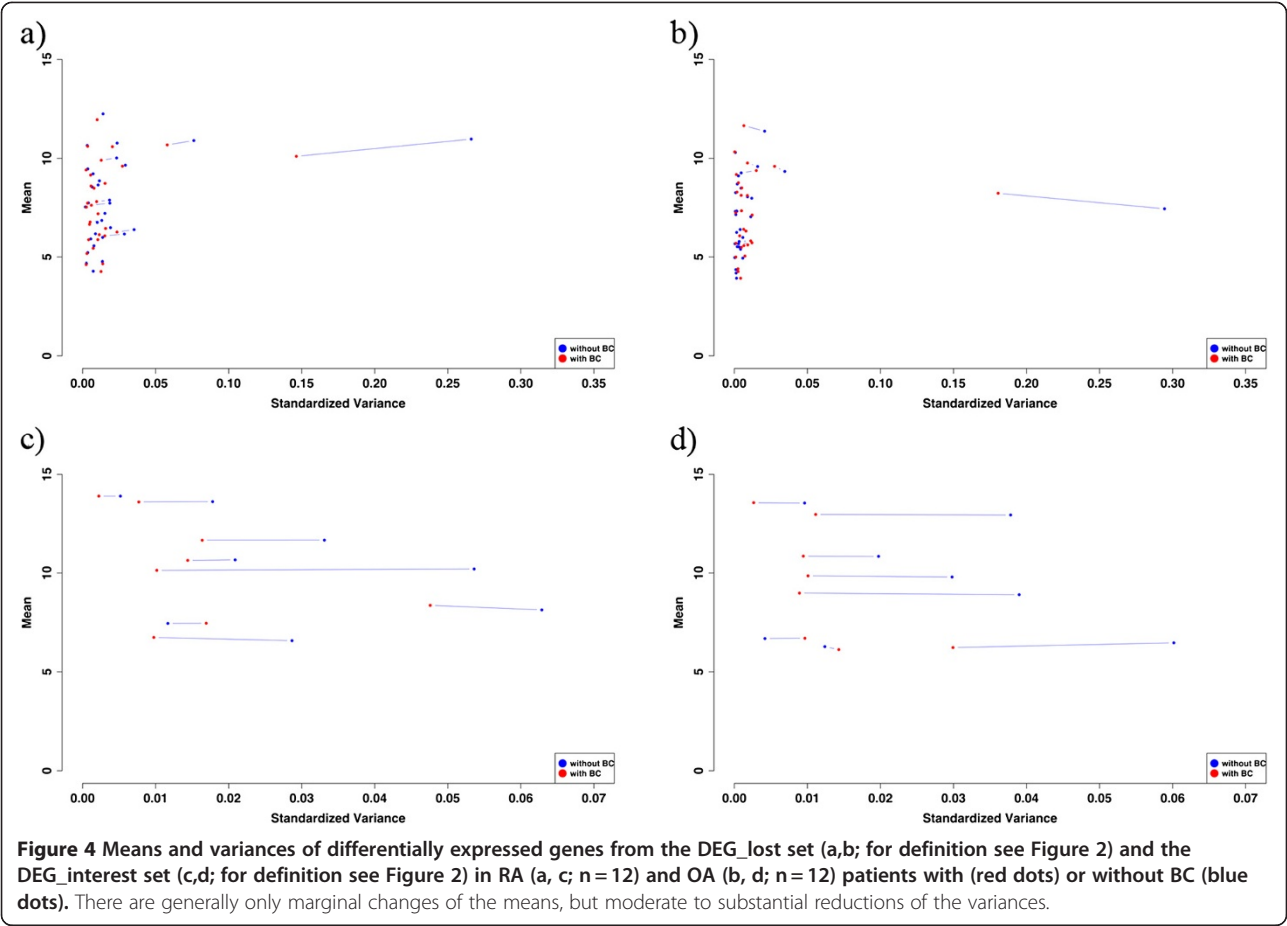 a)
15
10
5
0
Mean
0.00 0.05 0.10 0.15 0.20 0.25 0.30 0.35
Standardized Variance
without BC
with BC
b)
15
10
5
0
Mean
0.00 0.05 0.10 0.15 0.20 0.25 0.30 0.35
Standardized Variance
without BC
with BC
c)
15
10
5
0
Mean
0.00 0.01 0.02 0.03 0.04 0.05 0.06 0.07
Standardized Variance
without BC
with BC
d)
15
10
5
0
Mean
0.00 0.01 0.02 0.03 0.04 0.05 0.06 0.07
Standardized Variance
without BC
with BC
Figure 4 Means and variances of differentially expressed genes from the DEG_lost set (a,b; for definition see Figure 2) and the
DEG_interest set (c,d; for definition see Figure 2) in RA (a, c; n = 12) and OA (b, d; n = 12) patients with (red dots) or without BC (blue
dots). There are generally only marginal changes of the means, but moderate to substantial reductions of the variances.